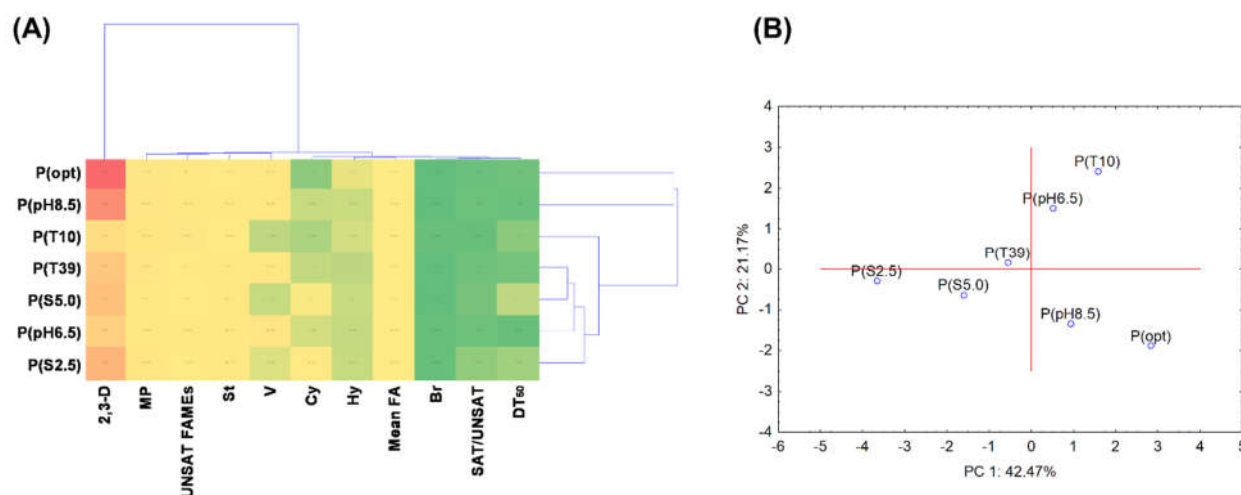 (A)
P(opt)
P(pH8.5)
P(T10)
P(T39)
P(S5.0)
P(pH6.5)
P(S2.5)
2,3-D
MP
UNSAT FAMEs
St
V
Cy
Hy
Mean FA
Br
SAT/UNSAT
DT₅₀
(B)
PC 2: 21.17%
4
3
2
1
0
-1
-2
-3
-4
P(T10)
P(pH6.5)
P(T39)
P(S2.5)
P(S5.0)
P(pH8.5)
P(opt)
-6 -5 -4 -3 -2 -1 0 1 2 3 4 5
PC 1: 42.47%